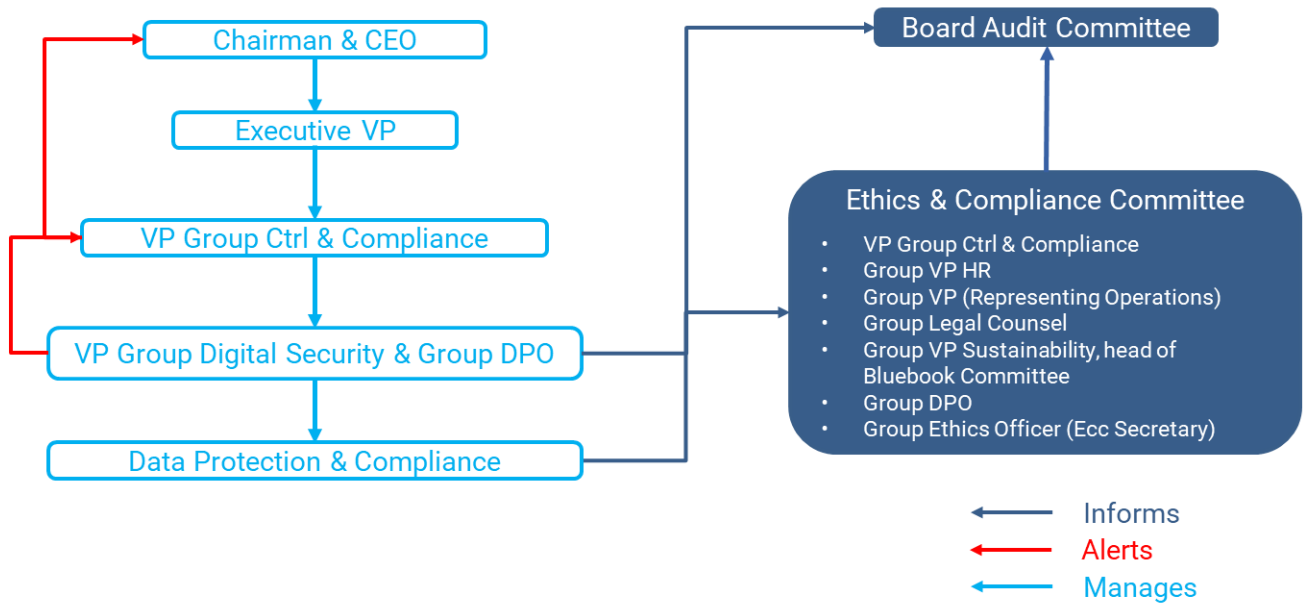 Chairman & CEO
Executive VP
VP Group Ctrl & Compliance
VP Group Digital Security & Group DPO
Data Protection & Compliance
Board Audit Committee
Ethics & Compliance Committee
• VP Group Ctrl & Compliance
• Group VP HR
• Group VP (Representing Operations)
• Group Legal Counsel
• Group VP Sustainability, head of
Bluebook Committee
• Group DPO
• Group Ethics Officer (Ecc Secretary)
Informs
Alerts
Manages